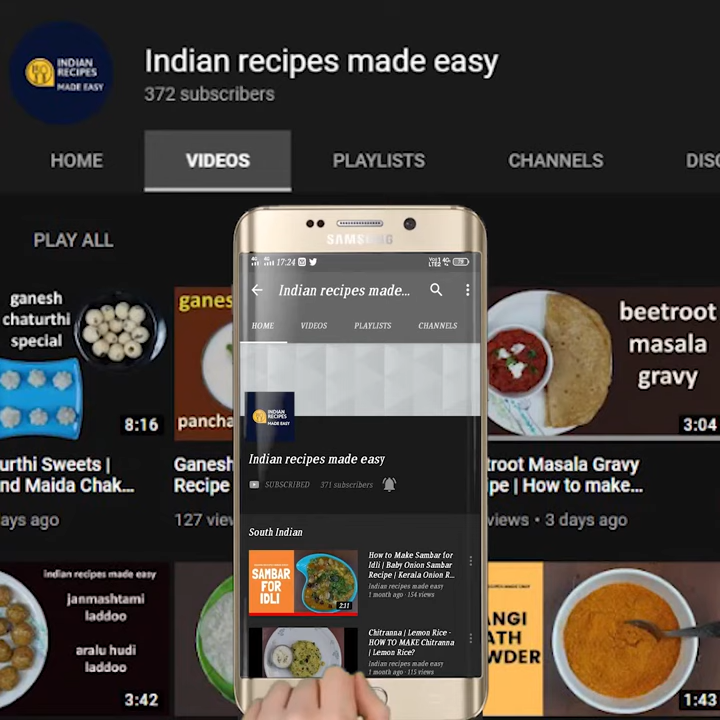 INDIAN
RECIPES
MADE EASY
Indian recipes made easy
372 subscribers
HOME
VIDEOS
PLAYLISTS
CHANNELS
DISC
PLAY ALL
ganesh
chaturthi
special
8:16
urthi Sweets |
nd Maida Chak...
ays ago
ganes
pancha
Ganesh
Recipe
127 view
beetroot
masala
gravy
3:04
troot Masala Gravy
ipe | How to make...
views • 3 days ago
indian recipes made easy
janmashtami
laddoo
aralu hudi
laddoo
3:42
ANGI
ATH
WDER
1:43
SAMSUNG
17:24
Indian recipes made...
HOME
VIDEOS
PLAYLISTS
CHANNELS
INDIAN
RECIPES
MADE EASY
Indian recipes made easy
SUBSCRIBED
371 subscribers
South Indian
SAMBAR
FOR
IDLI
2:11
How to Make Sambar for
Idli | Baby Onion Sambar
Recipe | Kerala Onion R...
Indian recipes made easy
1 month ago · 154 views
Chitranna | Lemon Rice -
HOW TO MAKE Chitranna
| Lemon Rice?
Indian recipes made easy
1 month ago · 115 views